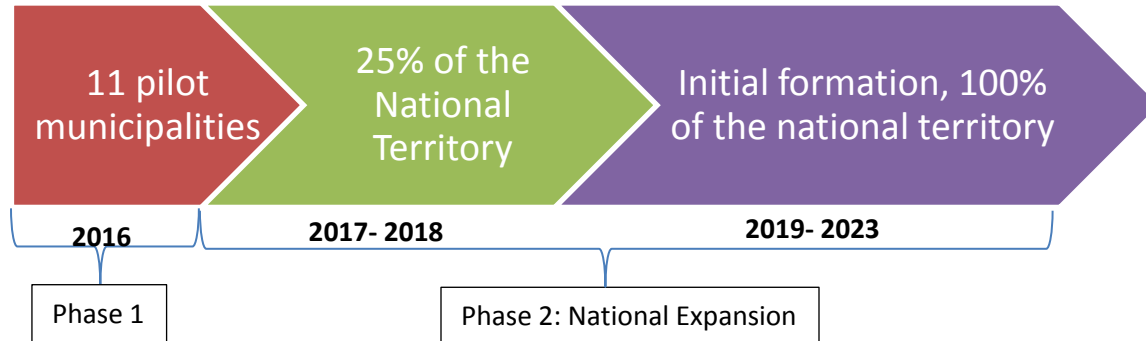 11 pilot
municipalities
25% of the
National
Territory
Initial formation, 100%
of the national territory
2016
2017- 2018
2019- 2023
Phase 1
Phase 2: National Expansion